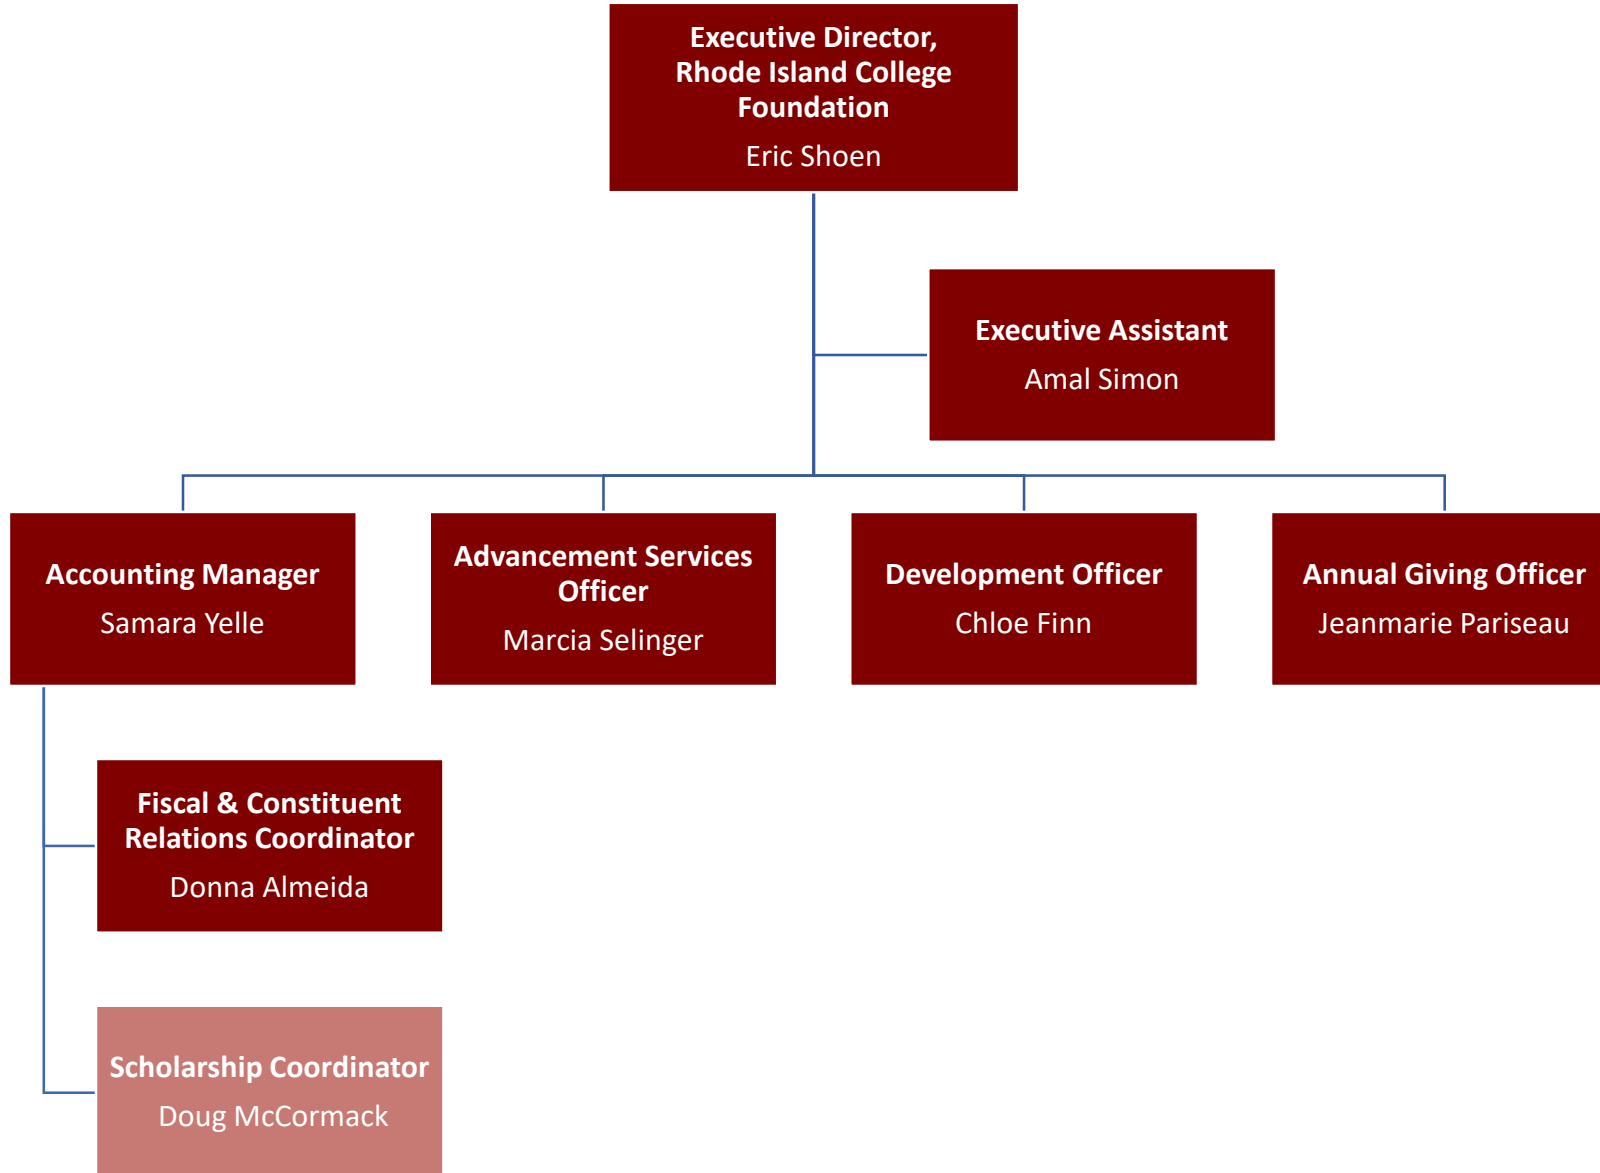 Executive Director,
Rhode Island College
Foundation
Eric Shoen
Executive Assistant
Amal Simon
Accounting Manager
Samara Yelle
Advancement Services
Officer
Marcia Selinger
Development Officer
Chloe Finn
Annual Giving Officer
Jeanmarie Pariseau
Fiscal & Constituent
Relations Coordinator
Donna Almeida
Scholarship Coordinator
Doug McCormack